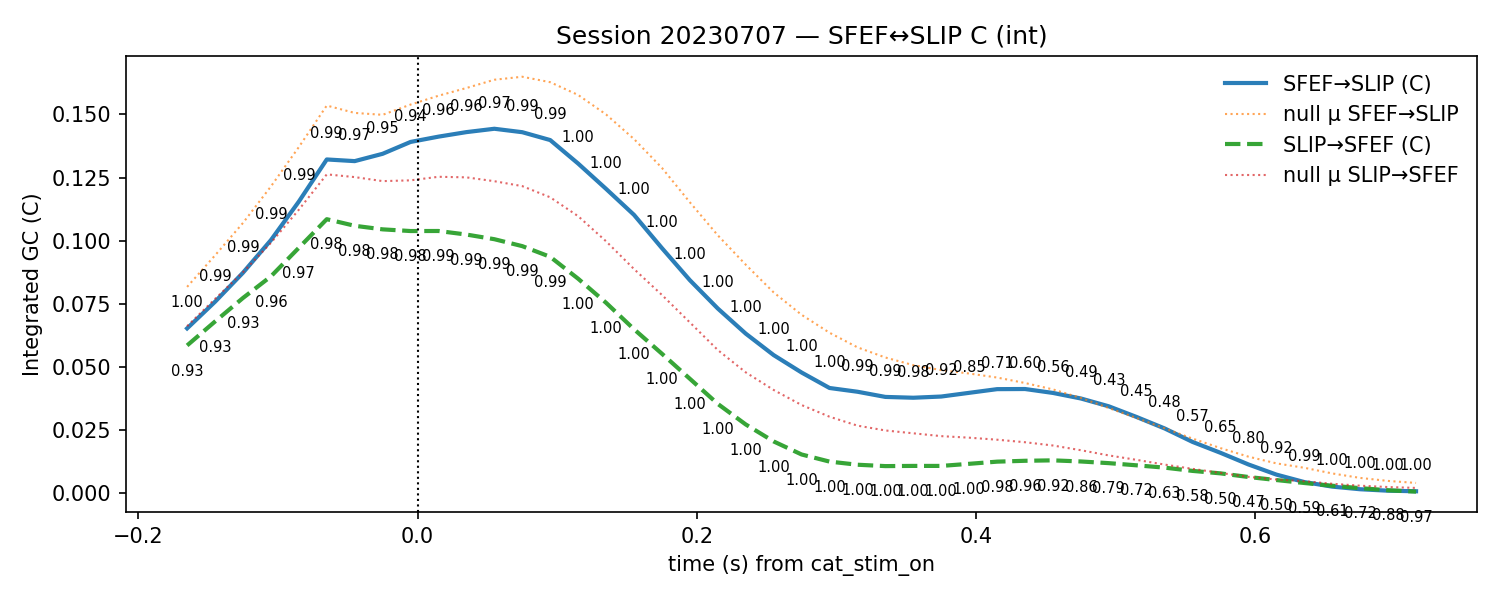 Session 20230707 — SFEF↔SLIP C (int)
Integrated GC (C)
0.150
0.125
0.100
0.075
0.050
0.025
0.000
SFEF→SLIP (C)
null μ SFEF→SLIP
SLIP→SFEF (C)
null μ SLIP→SFEF
1.00 0.99 0.99 0.99 0.99 0.99 0.97 0.95 0.94 0.96 0.96 0.97 0.99 0.99 1.00 1.00 1.00 1.00 1.00 1.00 1.00 1.00 1.00 1.00 0.99 0.99 0.98 0.92 0.85 0.71 0.60 0.56 0.49 0.43 0.45 0.48 0.57 0.65 0.80 0.92 0.99 1.00 1.00 1.00 1.00
0.93 0.93 0.93 0.96 0.97 0.98 0.98 0.98 0.98 0.99 0.99 0.99 0.99 0.99 1.00 1.00 1.00 1.00 1.00 1.00 1.00 1.00 1.00 1.00 1.00 1.00 1.00 1.00 1.00 0.98 0.96 0.92 0.86 0.79 0.72 0.63 0.58 0.50 0.47 0.50 0.59 0.61 0.72 0.88 0.97
−0.2 0.0 0.2 0.4 0.6
time (s) from cat_stim_on